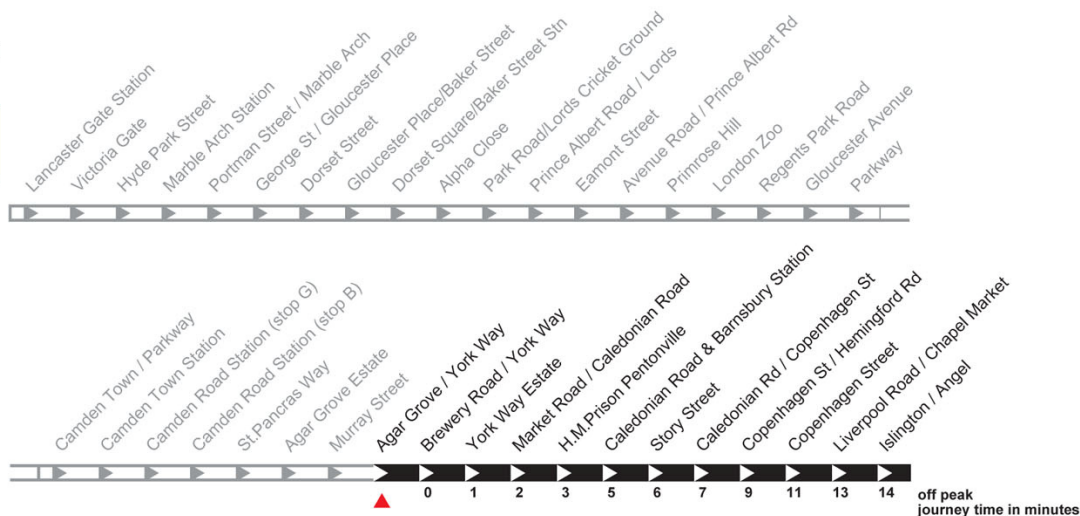 Lancaster Gate Station
Victoria Gate
Hyde Park Street
Marble Arch Station
Portman Street / Marble Arch
George St / Gloucester Place
Dorset Street
Gloucester Place/Baker Street
Dorset Square/Baker Street Stn
Alpha Close
Park Road/Lords Cricket Ground
Prince Albert Road / Lords
Eamont Street
Avenue Road / Prince Albert Rd
Primrose Hill
London Zoo
Regents Park Road
Gloucester Avenue
Parkway
Camden Town / Parkway
Camden Town Station
Camden Road Station (stop G)
Camden Road Station (stop B)
St.Pancras Way
Agar Grove Estate
Murray Street
Agar Grove / York Way
Brewery Road / York Way
York Way Estate
Market Road / Caledonian Road
H.M.Prison Pentonville
Caledonian Road & Barnsbury Station
Story Street
Caledonian Rd / Copenhagen St
Copenhagen St / Hemingford Rd
Copenhagen Street
Liverpool Road / Chapel Market
Islington / Angel
0 1 2 3 5 6 7 9 11 13 14
off peak
journey time in minutes